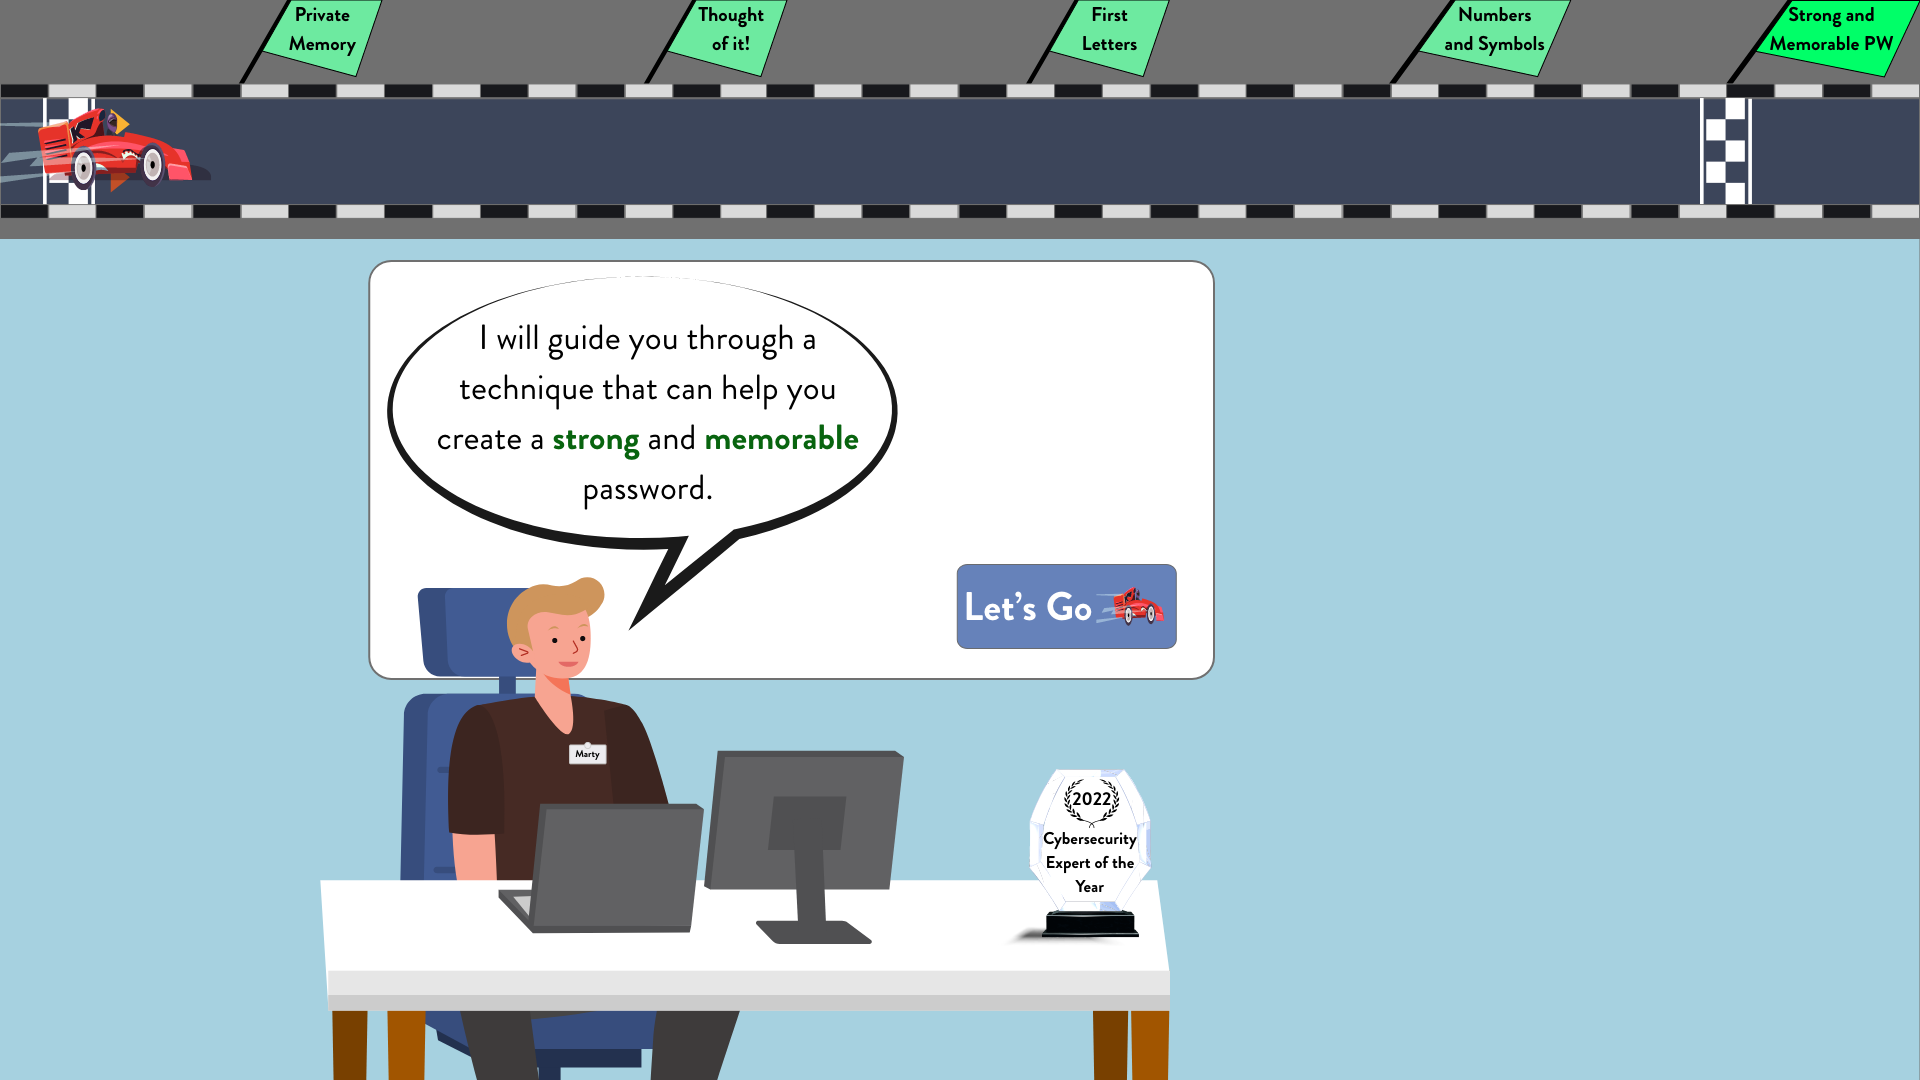 Private
Memory
Thought
of it!
First
Letters
Numbers
and Symbols
Strong and
Memorable PW
I will guide you through a
technique that can help you
create a strong and memorable
password.
Let's Go
Marty
2022
Cybersecurity
Expert of the
Year